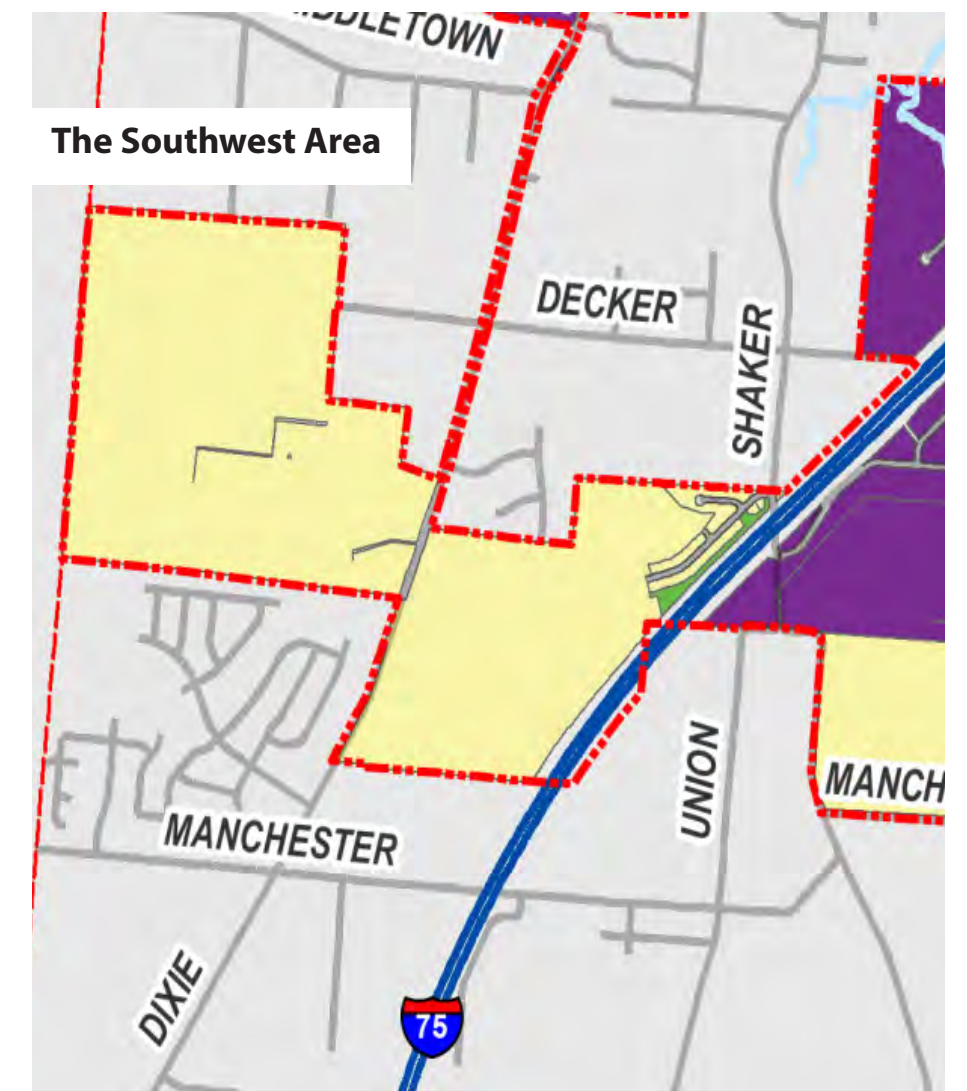 The Southwest Area
DECKER
SHAKER
UNION
MANCHESTER
DIXIE
75